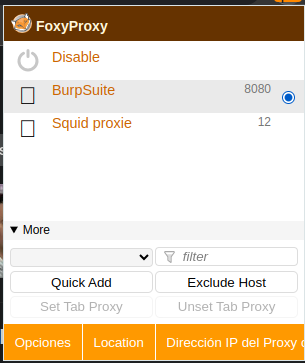 FoxyProxy
Disable
BurpSuite 8080
Squid proxie 12
▼ More
filter
Quick Add Exclude Host
Set Tab Proxy Unset Tab Proxy
Opciones Location Dirección IP del Proxy